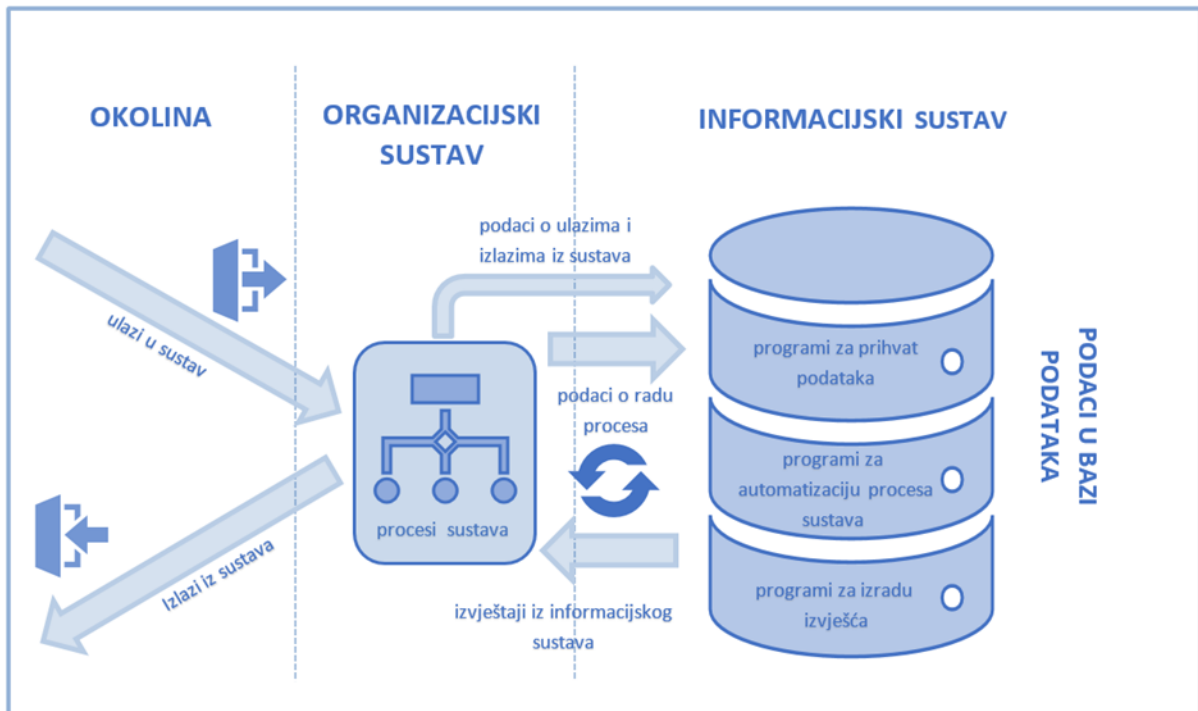 OKOLINA
ORGANIZACIJSKI
SUSTAV
INFORMACIJSKI SUSTAV
ulazi u sustav
Izlazi iz sustava
procesi sustava
podaci o ulazima i
izlazima iz sustava
podaci o radu
procesa
izvještaji iz informacijskog
sustava
programi za prihvat
podataka
programi za
automatizaciju procesa
sustava
programi za izradu
izvješća
PODACI U BAZI
PODATAKA